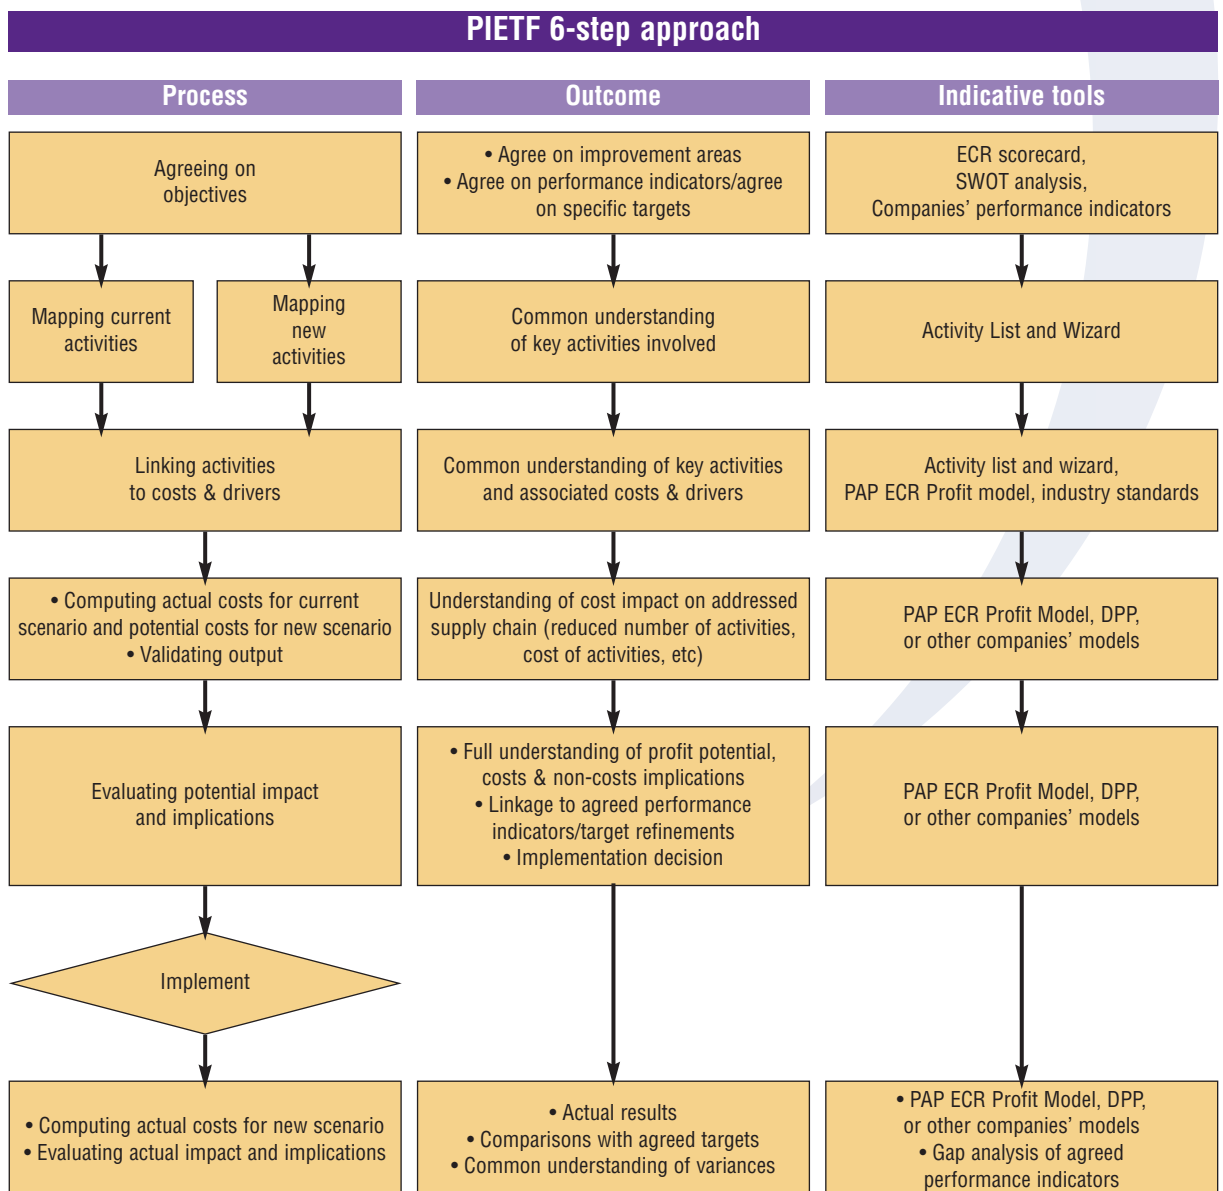 PIETF 6-step approach
Process
Outcome
Indicative tools
Agreeing on
objectives
• Agree on improvement areas
• Agree on performance indicators/agree
on specific targets
ECR scorecard,
SWOT analysis,
Companies’ performance indicators
Mapping current
activities
Mapping
new
activities
Common understanding
of key activities involved
Activity List and Wizard
Linking activities
to costs & drivers
Common understanding of key activities
and associated costs & drivers
Activity list and wizard,
PAP ECR Profit model, industry standards
• Computing actual costs for current
scenario and potential costs for new scenario
• Validating output
Understanding of cost impact on addressed
supply chain (reduced number of activities,
cost of activities, etc)
PAP ECR Profit Model, DPP,
or other companies’ models
Evaluating potential impact
and implications
• Full understanding of profit potential,
costs & non-costs implications
• Linkage to agreed performance
indicators/target refinements
• Implementation decision
PAP ECR Profit Model, DPP,
or other companies’ models
Implement
• Computing actual costs for new scenario
• Evaluating actual impact and implications
• Actual results
• Comparisons with agreed targets
• Common understanding of variances
• PAP ECR Profit Model, DPP,
or other companies’ models
• Gap analysis of agreed
performance indicators